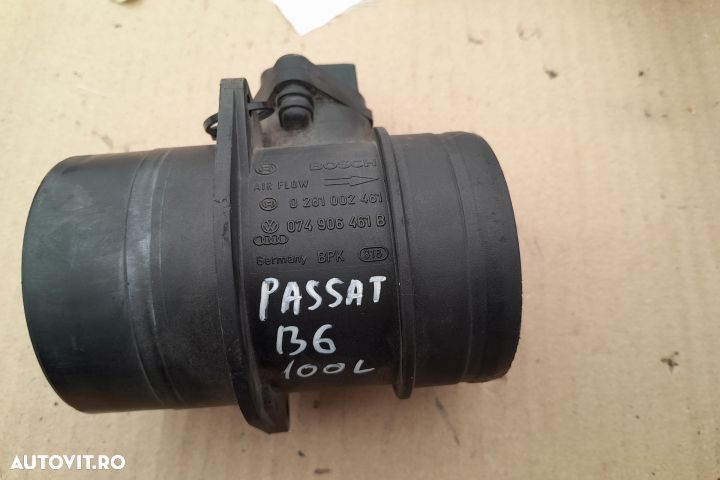 BOSCH
AIR FLOW
0 281 002 461
074 906 461 B
Germany BPK
PASSAT
B6
100L
AUTOVIT.RO